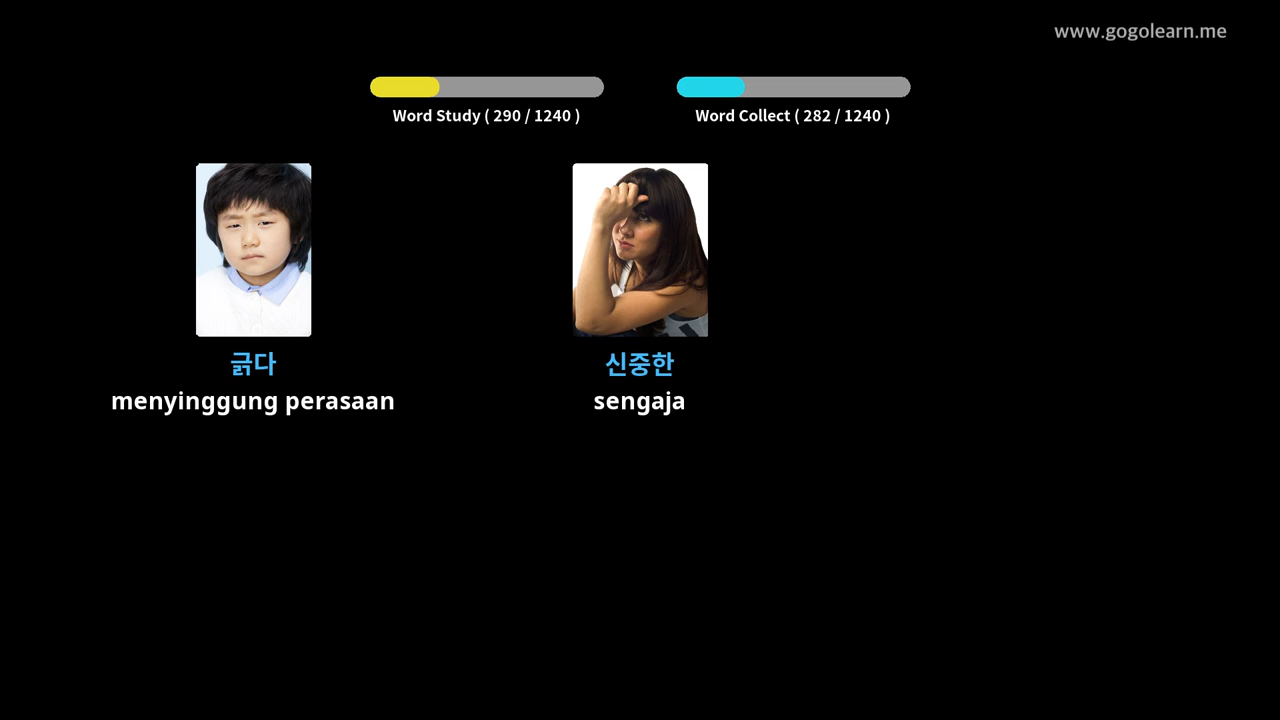 www.gogolearn.me
Word Study ( 290 / 1240 )
Word Collect ( 282 / 1240 )
긁다
신중한
menyinggung perasaan
sengaja